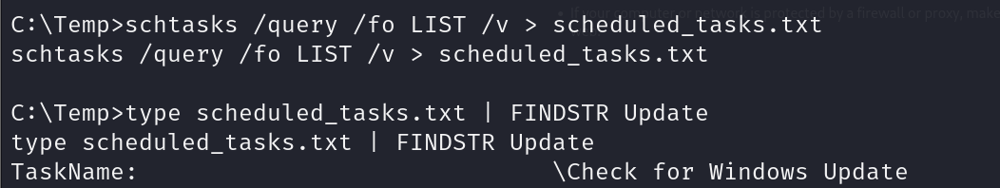 • If your computer or network is protected by a firewall or proxy, make
C:\Temp>schtasks /query /fo LIST /v > scheduled_tasks.txt
schtasks /query /fo LIST /v > scheduled_tasks.txt
C:\Temp>type scheduled_tasks.txt | FINDSTR Update
type scheduled_tasks.txt | FINDSTR Update
TaskName: \Check for Windows Update